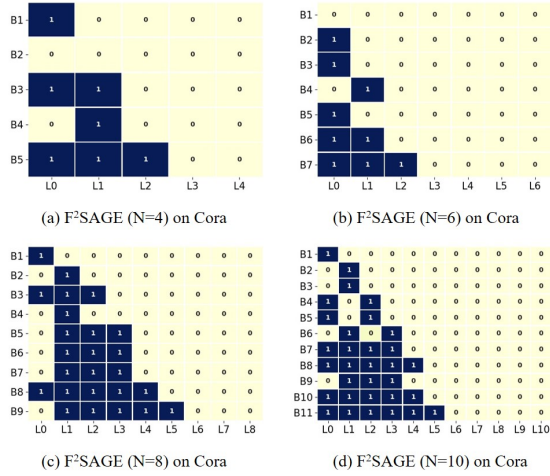 B1 1 0 0 0 0
B2 0 0 0 0 0
B3 1 1 0 0 0
B4 0 1 0 0 0
B5 1 1 1 0 0
L0 L1 L2 L3 L4
(a) F²SAGE (N=4) on Cora
B1 0 0 0 0 0 0 0
B2 1 0 0 0 0 0 0
B3 1 0 0 0 0 0 0
B4 0 1 0 0 0 0 0
B5 1 0 0 0 0 0 0
B6 1 1 0 0 0 0 0
B7 1 1 1 0 0 0 0
L0 L1 L2 L3 L4 L5 L6
(b) F²SAGE (N=6) on Cora
B1 1 0 0 0 0 0 0 0 0
B2 0 1 0 0 0 0 0 0 0
B3 1 1 1 0 0 0 0 0 0
B4 0 1 0 0 0 0 0 0 0
B5 0 1 1 1 0 0 0 0 0
B6 0 1 1 1 0 0 0 0 0
B7 0 1 1 1 0 0 0 0 0
B8 1 1 1 1 1 0 0 0 0
B9 0 1 1 1 1 1 0 0 0
L0 L1 L2 L3 L4 L5 L6 L7 L8
(c) F²SAGE (N=8) on Cora
B1 1 0 0 0 0 0 0 0 0 0 0
B2 0 1 0 0 0 0 0 0 0 0 0
B3 0 1 0 0 0 0 0 0 0 0 0
B4 1 0 1 0 0 0 0 0 0 0 0
B5 1 0 1 0 0 0 0 0 0 0 0
B6 0 1 0 1 0 0 0 0 0 0 0
B7 1 1 1 1 0 0 0 0 0 0 0
B8 1 1 1 1 1 0 0 0 0 0 0
B9 0 1 1 1 0 0 0 0 0 0 0
B10 1 1 1 1 1 0 0 0 0 0 0
B11 1 1 1 1 1 1 0 0 0 0 0
L0 L1 L2 L3 L4 L5 L6 L7 L8 L9 L10
(d) F²SAGE (N=10) on Cora